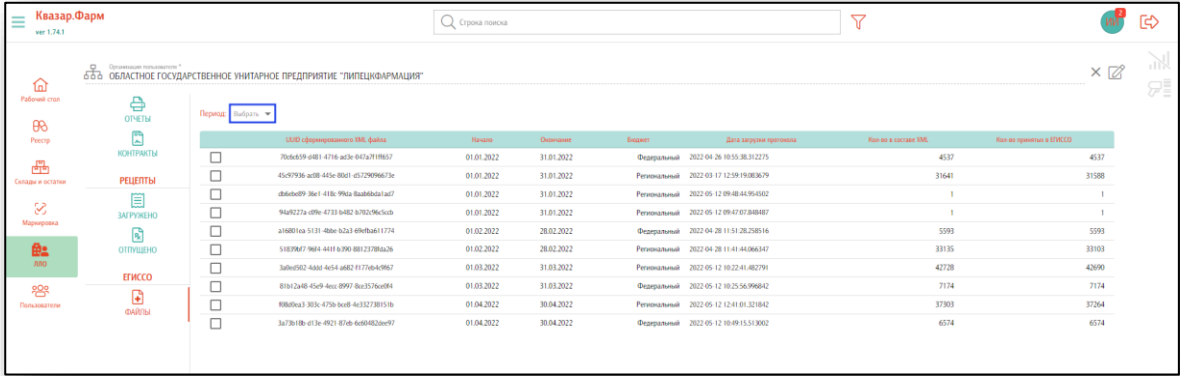 Квазар.Фарм
ver 1.74.1
Строка поиска
2
Организация пользователя *
ОБЛАСТНОЕ ГОСУДАРСТВЕННОЕ УНИТАРНОЕ ПРЕДПРИЯТИЕ "ЛИПЕЦКФАРМАЦИЯ"
Рабочий стол
Реестр
Склады и остатки
Маркировка
ЛЛО
Пользователи
ОТЧЕТЫ
КОНТРАКТЫ
РЕЦЕПТЫ
ЗАГРУЖЕНО
ОТПУЩЕНО
ЕГИССО
ФАЙЛЫ
Период: Выбрать
UUID сформированного XML файла Начало Окончание Бюджет Дата загрузки протокола Кол-во в составе XML Кол-во принятых в ЕГИССО
01.01.2022 31.01.2022 Федеральный 2022-04-26 10:55:38.312275 4537 4537
01.01.2022 31.01.2022 Региональный 2022-03-17 12:59:19.083679 31641 31588
01.01.2022 31.01.2022 Региональный 2022-05-12 09:48:44.954502 1 1
01.01.2022 31.01.2022 Региональный 2022-05-12 09:47:07.848487 1 1
01.02.2022 28.02.2022 Федеральный 2022-04-28 11:51:28.258516 5593 5593
01.02.2022 28.02.2022 Региональный 2022-04-28 11:41:44.066347 33135 33103
01.03.2022 31.03.2022 Региональный 2022-05-12 10:22:41.482791 42728 42690
01.03.2022 31.03.2022 Федеральный 2022-05-12 10:25:56.996842 7174 7174
01.04.2022 30.04.2022 Региональный 2022-05-12 12:41:01.321842 37303 37264
01.04.2022 30.04.2022 Федеральный 2022-05-12 10:49:15.513002 6574 6574